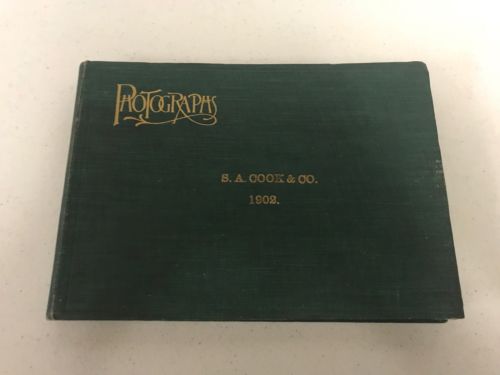 PHOTOGRAPHS
S. A. COOK & CO.
1902.